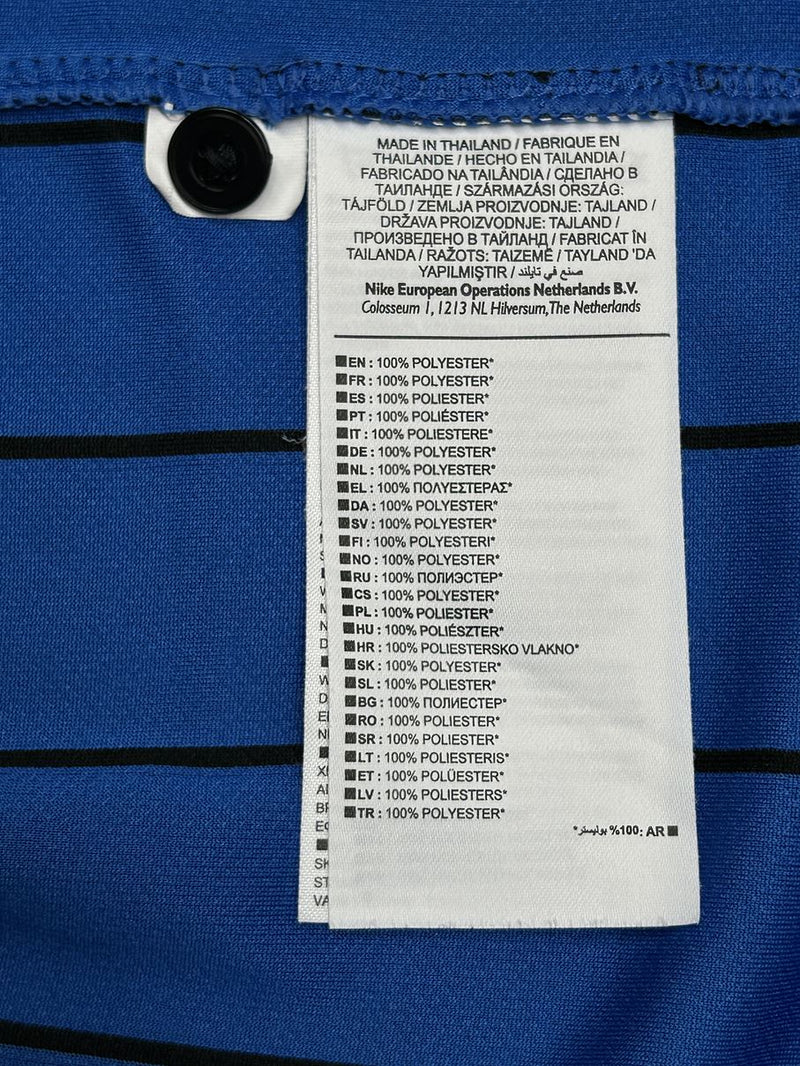 MADE IN THAILAND / FABRIQUE EN
THAILANDE / HECHO EN TAILANDIA /
FABRICADO NA TAILÂNDIA / СДЕЛАНО В
ТАИЛАНДЕ / SZÁRMAZÁSI ORSZÁG:
TÁJFÖLD / ZEMLJA PROIZVODNJE: TAJLAND /
DRŽAVA PROIZVODNJE: TAJLAND /
ПРОИЗВЕДЕНО В ТАЙЛАНД / FABRICAT ÎN
TAILANDA / RAŽOTS: TAIZEMĒ / TAYLAND 'DA
YAPILMIŞTIR / صنع في تايلند
Nike European Operations Netherlands B.V.
Colosseum 1, 1213 NL Hilversum, The Netherlands
EN : 100% POLYESTER*
FR : 100% POLYESTER*
ES : 100% POLIESTER*
PT : 100% POLIÉSTER*
IT : 100% POLIESTERE*
DE : 100% POLYESTER*
NL : 100% POLYESTER*
EL : 100% ΠΟΛΥΕΣΤΕΡΑΣ*
DA : 100% POLYESTER*
SV : 100% POLYESTER*
FI : 100% POLYESTERI*
NO : 100% POLYESTER*
RU : 100% ПОЛИЭСТЕР*
CS : 100% POLYESTER*
PL : 100% POLIESTER*
HU : 100% POLIÉSZTER*
HR : 100% POLIESTERSKO VLAKNO*
SK : 100% POLYESTER*
SL : 100% POLIESTER*
BG : 100% ПОЛИЕСТЕР*
RO : 100% POLIESTER*
SR : 100% POLIESTER*
LT : 100% POLIESTERIS*
ET : 100% POLÜESTER*
LV : 100% POLIESTERS*
TR : 100% POLYESTER*
AR :100% بوليستر*